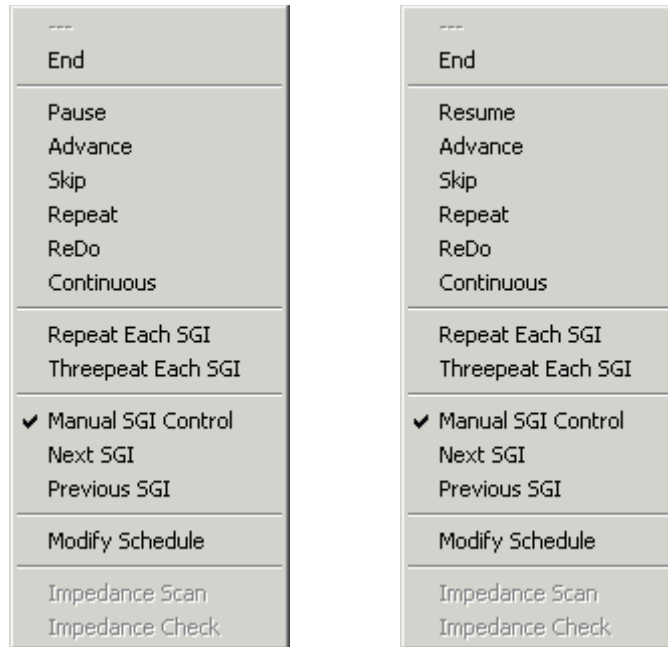 ---
End
Pause
Advance
Skip
Repeat
ReDo
Continuous
Repeat Each SGI
Threepeat Each SGI
Manual SGI Control
Next SGI
Previous SGI
Modify Schedule
Impedance Scan
Impedance Check
---
End
Resume
Advance
Skip
Repeat
ReDo
Continuous
Repeat Each SGI
Threepeat Each SGI
Manual SGI Control
Next SGI
Previous SGI
Modify Schedule
Impedance Scan
Impedance Check